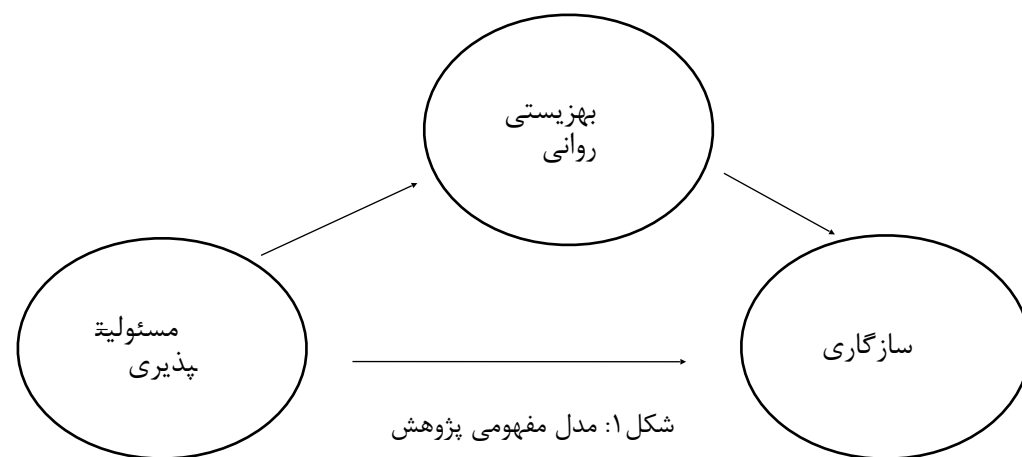 بهزیستی
روانی
مسئولیت
پذیری
سازگاری
شکل۱: مدل مفهومی پژوهش